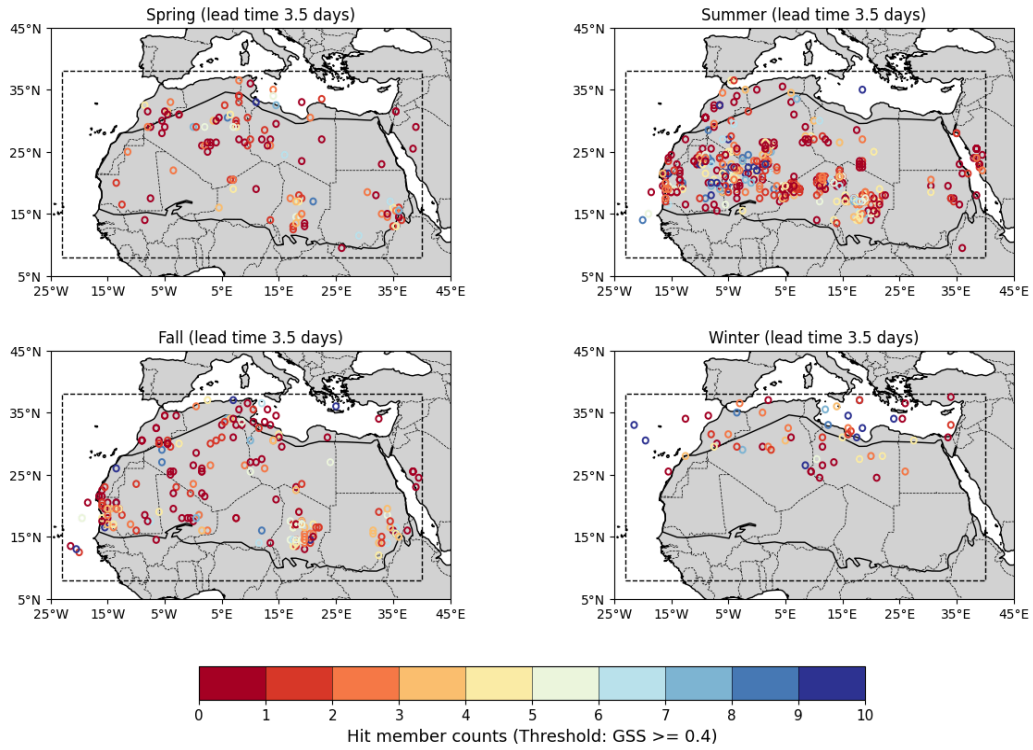 Spring (lead time 3.5 days)
Summer (lead time 3.5 days)
45°N
35°N
25°N
15°N
5°N
25°W 15°W 5°W 5°E 15°E 25°E 35°E 45°E
45°N
35°N
25°N
15°N
5°N
25°W 15°W 5°W 5°E 15°E 25°E 35°E 45°E
Fall (lead time 3.5 days)
Winter (lead time 3.5 days)
45°N
35°N
25°N
15°N
5°N
25°W 15°W 5°W 5°E 15°E 25°E 35°E 45°E
45°N
35°N
25°N
15°N
5°N
25°W 15°W 5°W 5°E 15°E 25°E 35°E 45°E
0 1 2 3 4 5 6 7 8 9 10
Hit member counts (Threshold: GSS >= 0.4)